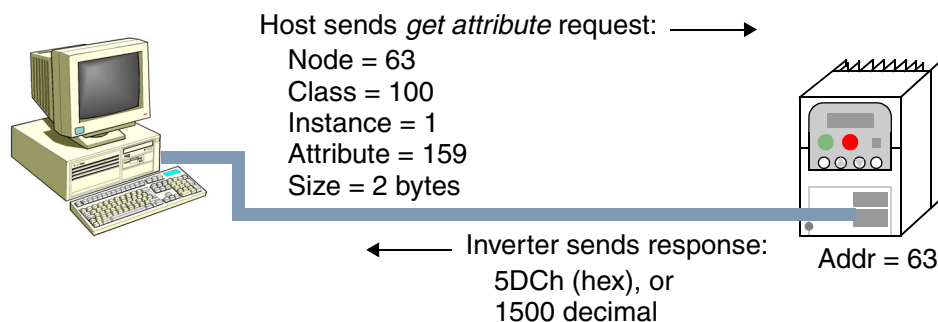 Host sends get attribute request:
Node = 63
Class = 100
Instance = 1
Attribute = 159
Size = 2 bytes
Inverter sends response:
5DCh (hex), or
1500 decimal
Addr = 63